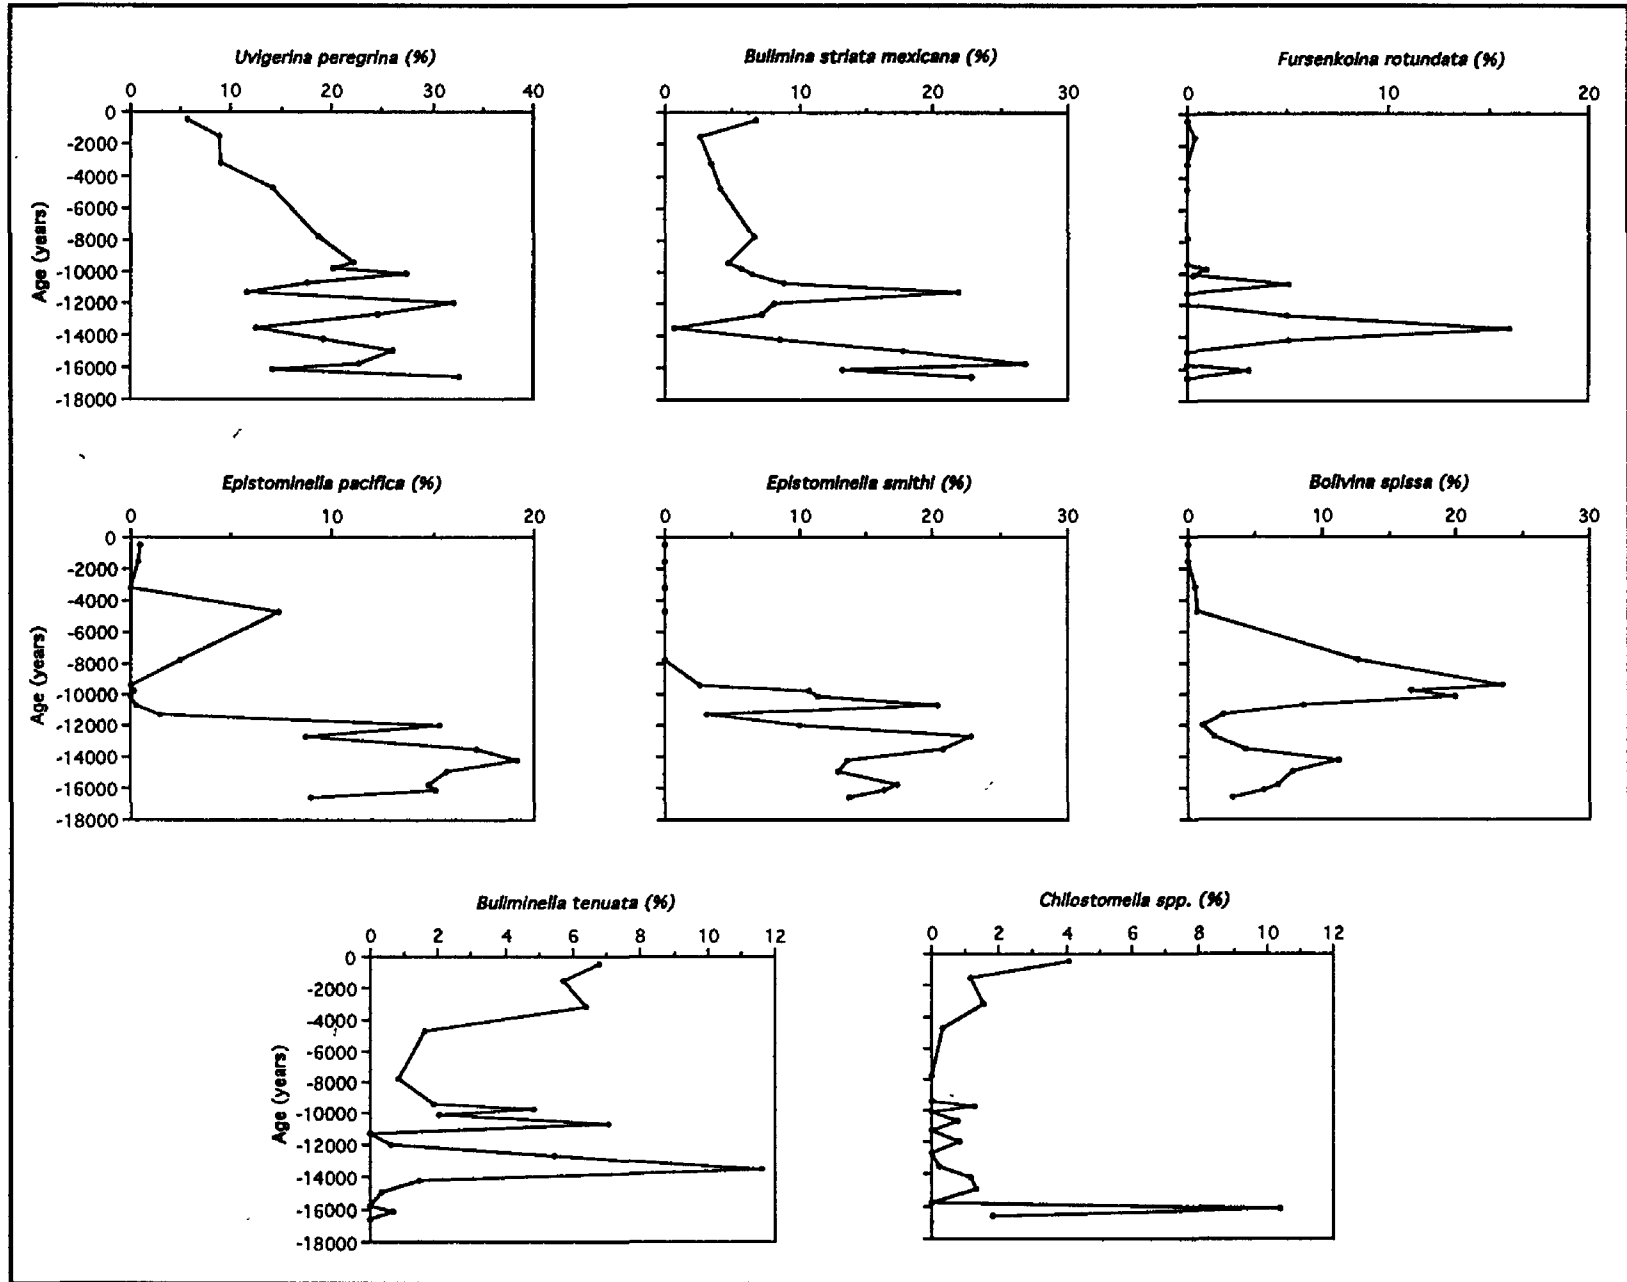 Uvigerina peregrina (%)
Bulimina striata mexicana (%)
Fursenkoina rotundata (%)
0 10 20 30 40
0 10 20 30
0 10 20
0
-2000
-4000
-6000
-8000
-10000
-12000
-14000
-16000
-18000
Age (years)
Epistominella pacifica (%)
Epistominella smithi (%)
Bolivina spissa (%)
0 10 20
0 10 20 30
0 10 20 30
0
-2000
-4000
-6000
-8000
-10000
-12000
-14000
-16000
-18000
Age (years)
Buliminella tenuata (%)
Chilostomella spp. (%)
0 2 4 6 8 10 12
0 2 4 6 8 10 12
0
-2000
-4000
-6000
-8000
-10000
-12000
-14000
-16000
-18000
Age (years)